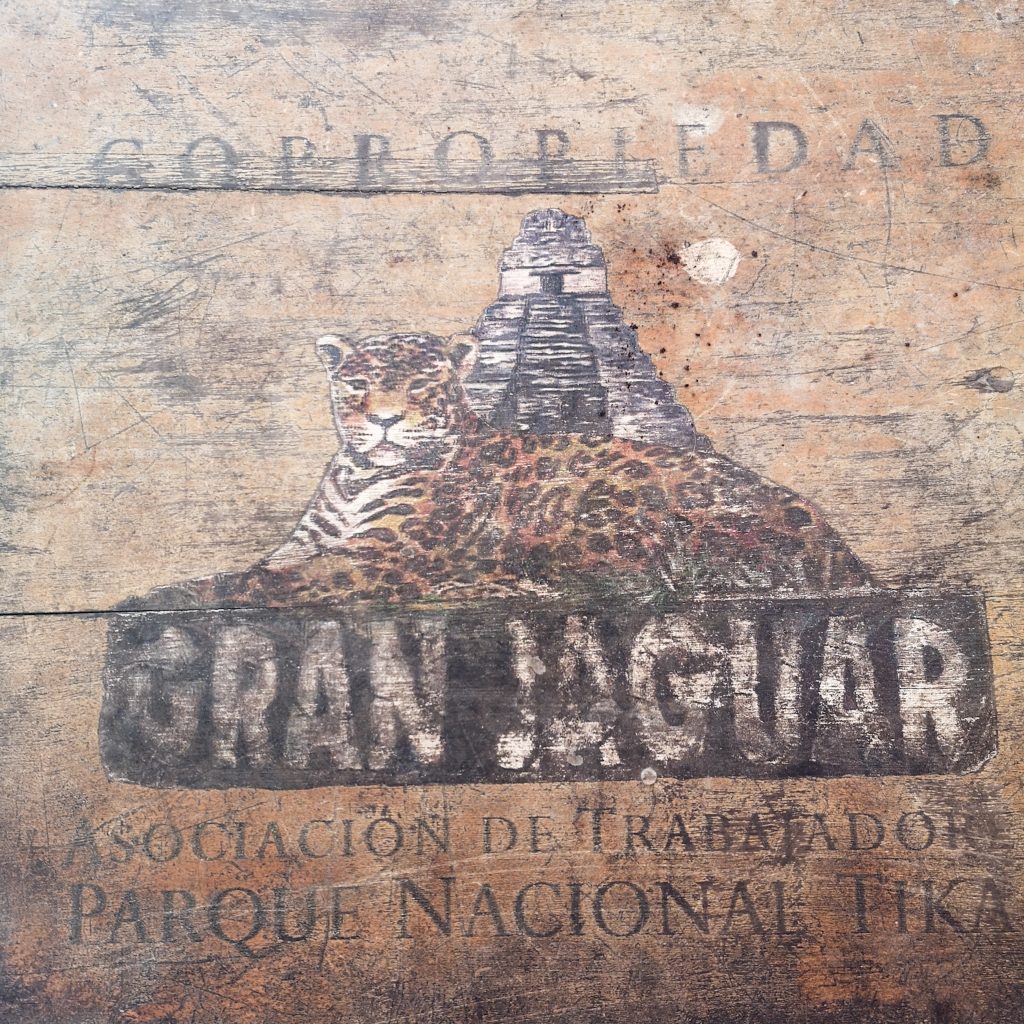 COPROPIEDAD
GRAN JAGUAR
ASOCIACIÓN DE TRABAJADOR
PARQUE NACIONAL TIKA